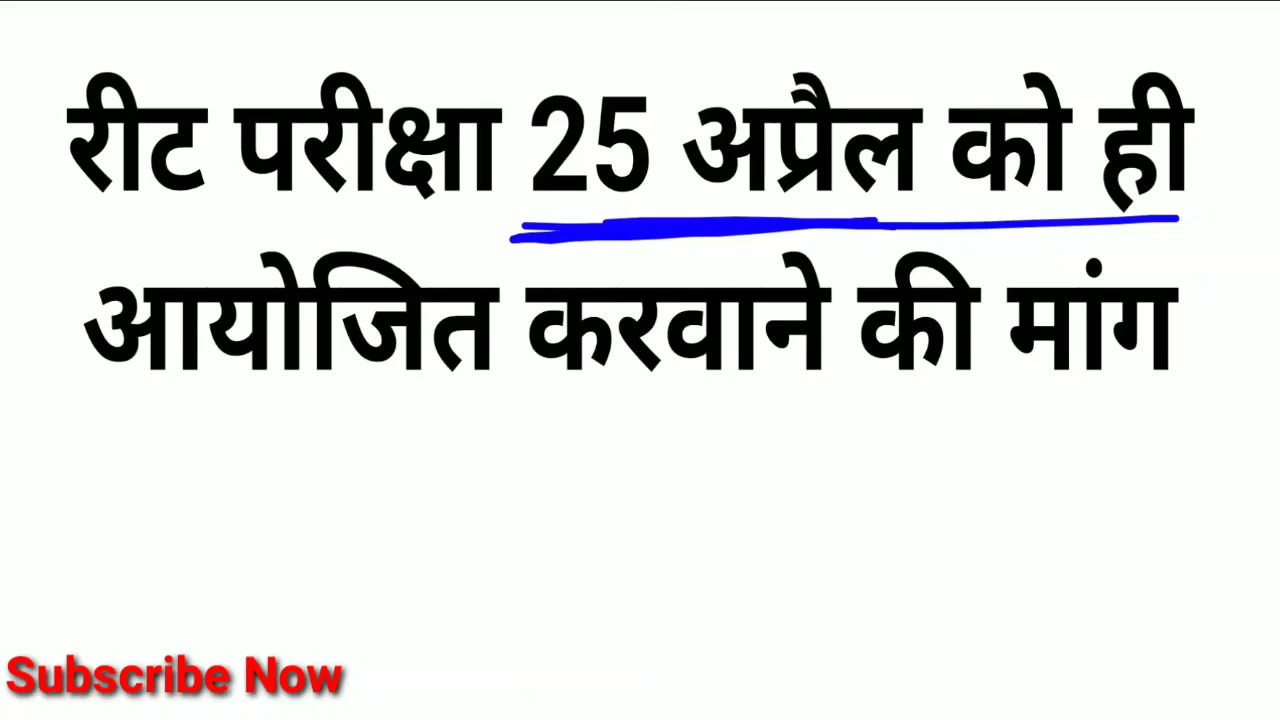 रीट परीक्षा 25 अप्रैल को ही
आयोजित करवाने की मांग
Subscribe Now